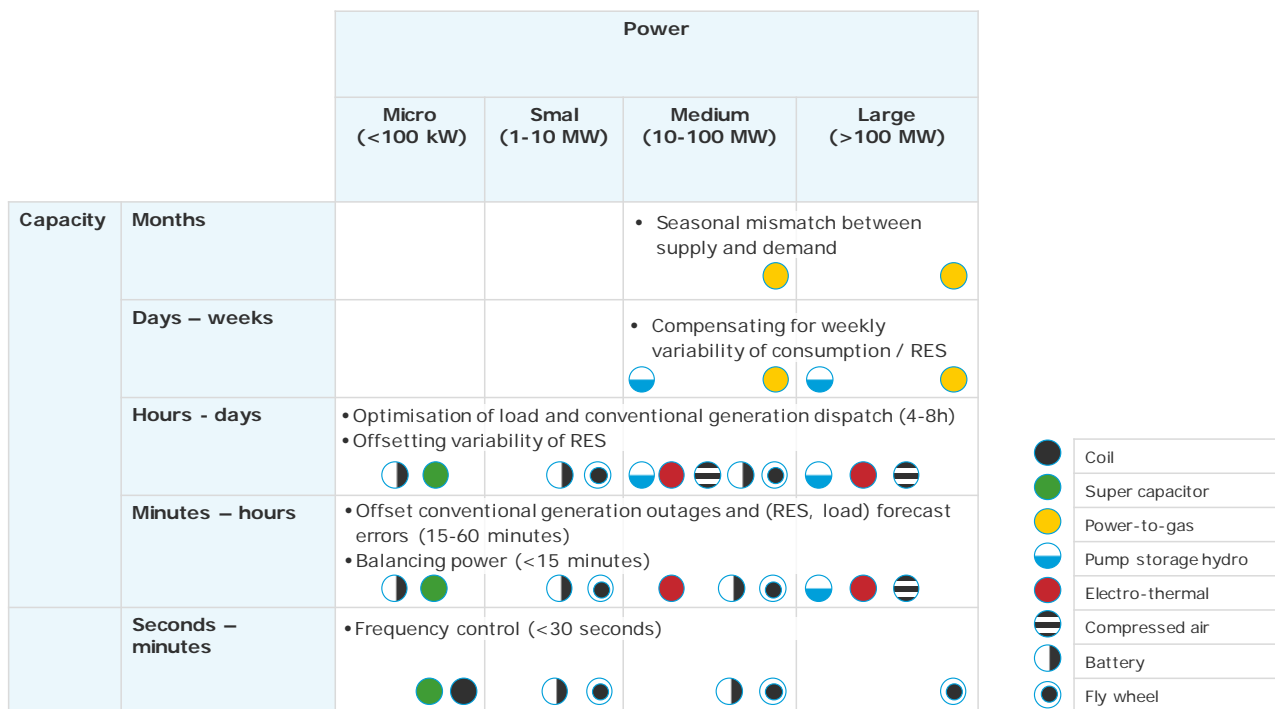 Power
Micro
(<100 kW)
Smal
(1-10 MW)
Medium
(10-100 MW)
Large
(>100 MW)
Capacity
Months
• Seasonal mismatch between
supply and demand
Days – weeks
• Compensating for weekly
variability of consumption / RES
Hours - days
•Optimisation of load and conventional generation dispatch (4-8h)
•Offsetting variability of RES
Minutes – hours
•Offset conventional generation outages and (RES, load) forecast
errors (15-60 minutes)
•Balancing power (<15 minutes)
Seconds –
minutes
•Frequency control (<30 seconds)
Coil
Super capacitor
Power-to-gas
Pump storage hydro
Electro-thermal
Compressed air
Battery
Fly wheel